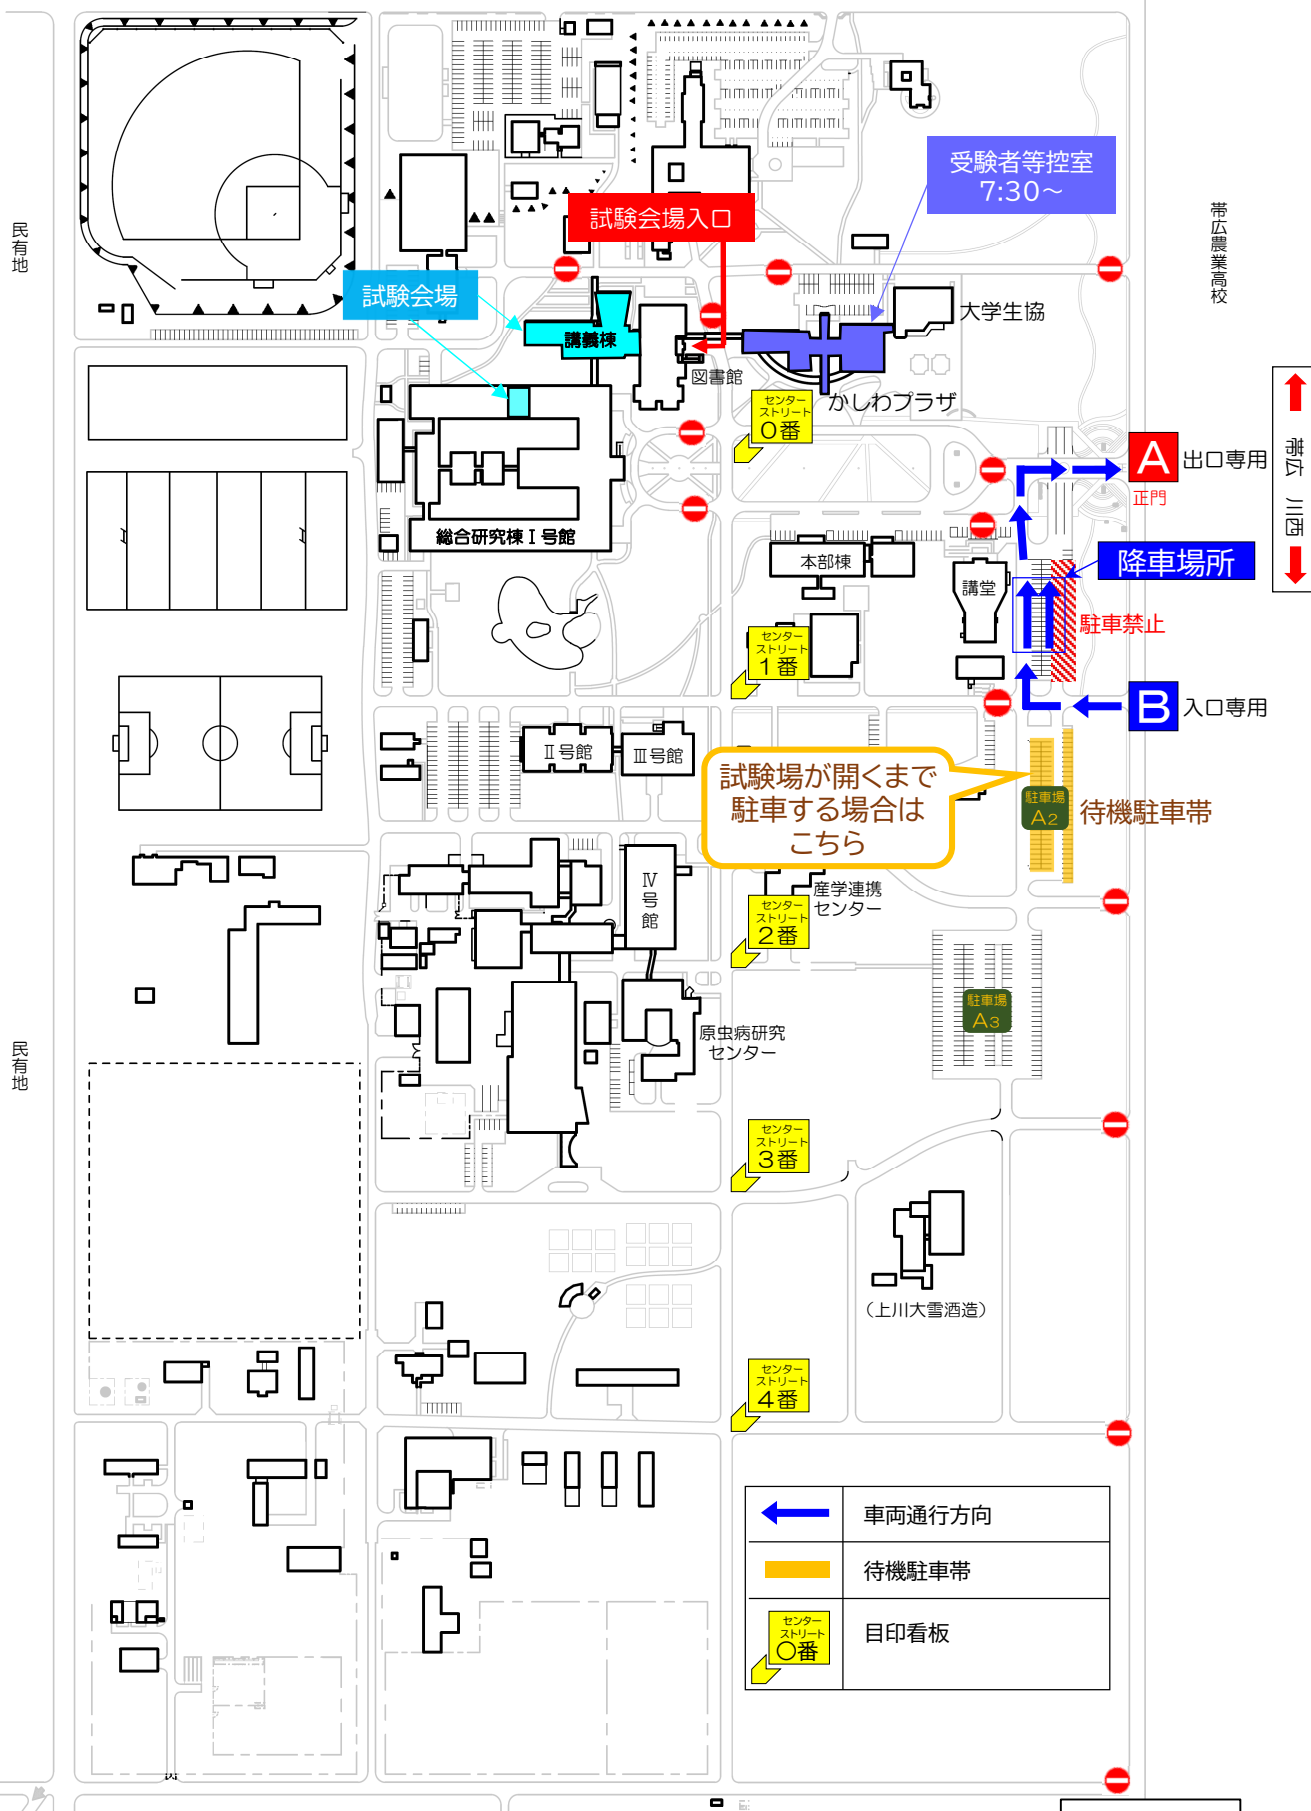 受験者等控室
7:30～
試験会場入口
民有地
帯広農業高校
試験会場
大学生協
講義棟
図書館
かしわプラザ
センター
ストリート
0番
A
出口専用
正門
帯広
川西
総合研究棟Ⅰ号館
本部棟
講堂
降車場所
駐車禁止
センター
ストリート
1番
B
入口専用
Ⅱ号館
Ⅲ号館
試験場が開くまで
駐車する場合は
こちら
駐車場
A2
待機駐車帯
Ⅳ号館
産学連携
センター
センター
ストリート
2番
駐車場
A3
原虫病研究
センター
民有地
センター
ストリート
3番
（上川大雪酒造）
センター
ストリート
4番
車両通行方向
待機駐車帯
センター
ストリート
〇番
目印看板